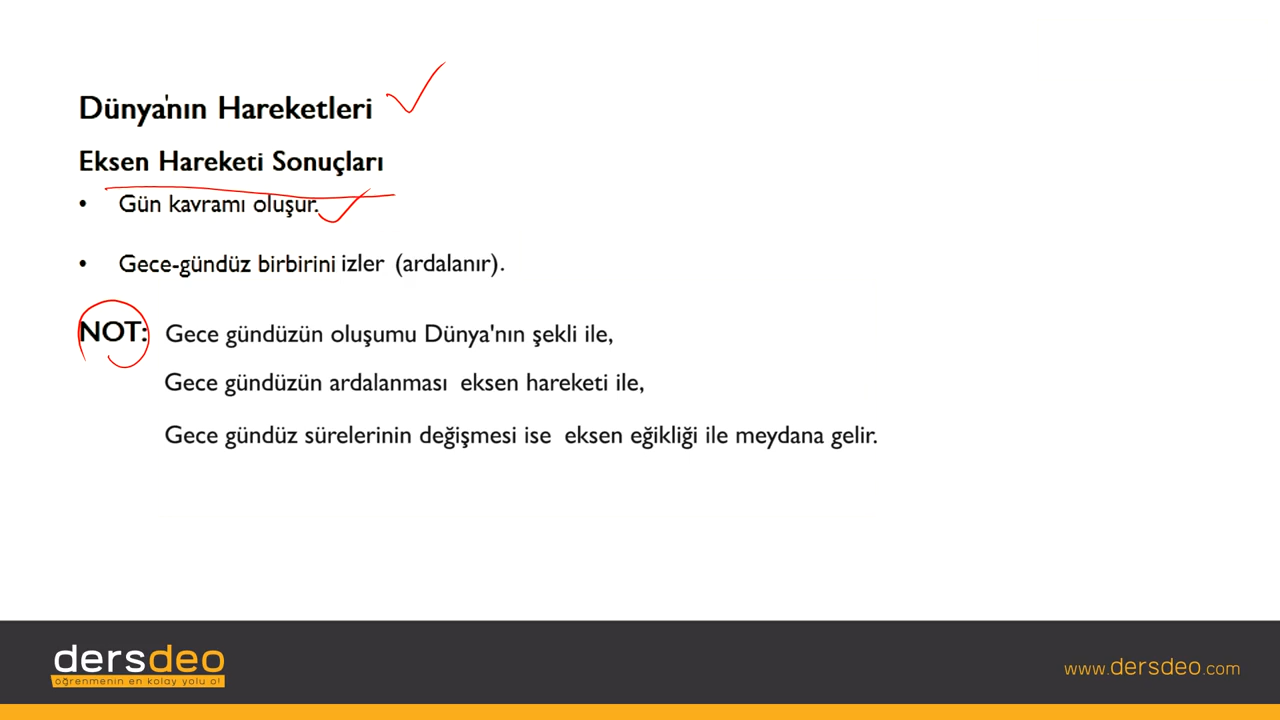 Dünya'nın Hareketleri
Eksen Hareketi Sonuçları
• Gün kavramı oluşur.
• Gece-gündüz birbirini izler (ardalanır).
NOT: Gece gündüzün oluşumu Dünya'nın şekli ile,
Gece gündüzün ardalanması eksen hareketi ile,
Gece gündüz sürelerinin değişmesi ise eksen eğikliği ile meydana gelir.
dersdeo
öğrenmenin en kolay yolu o!
www.dersdeo.com